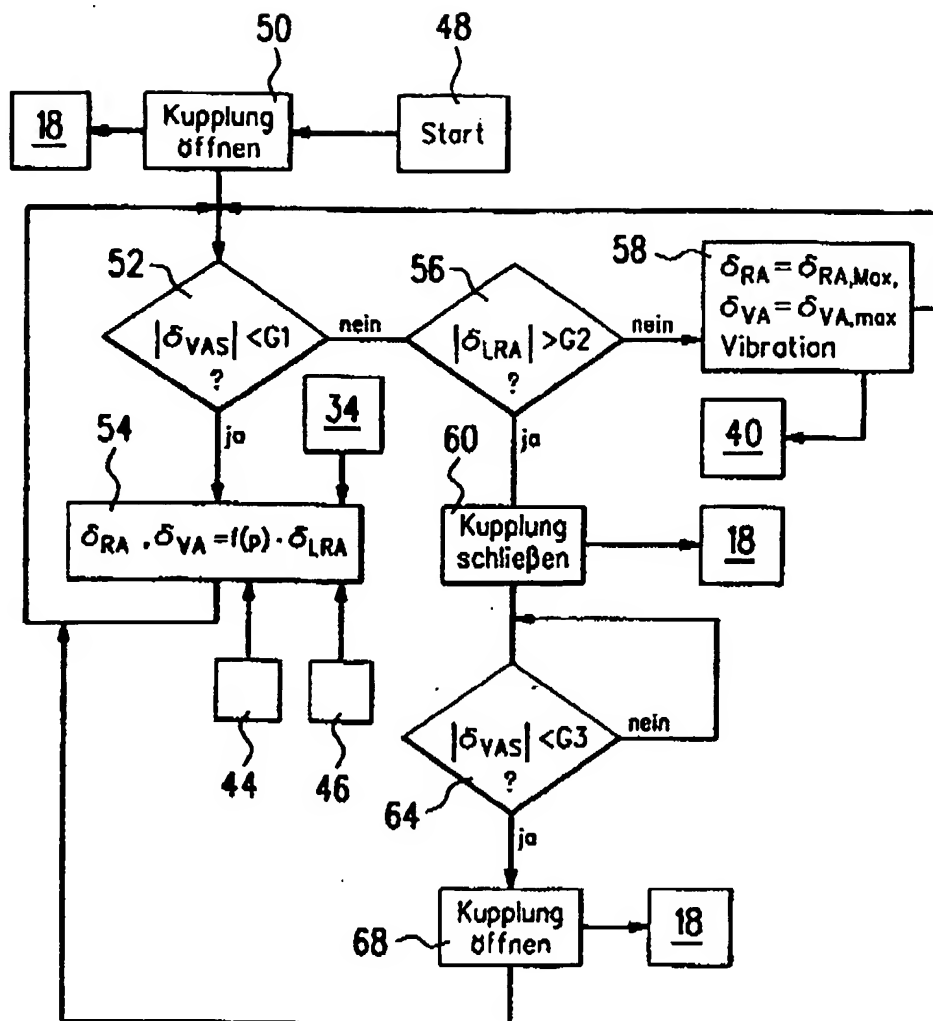 50
48
18
Kupplung
öffnen
Start
52
|δVAS| <G1
?
nein
ja
56
|δLRA| >G2
?
nein
ja
58
δRA = δRA,Max,
δVA = δVA,max
Vibration
40
34
54
δRA , δVA = f(p) · δLRA
44
46
60
Kupplung
schließen
18
|δVAS| <G3
?
nein
64
ja
68
Kupplung
öffnen
18